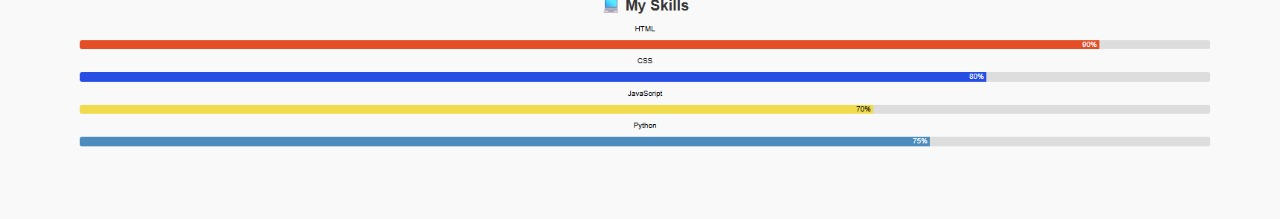 My Skills
HTML
90%
CSS
80%
JavaScript
70%
Python
75%